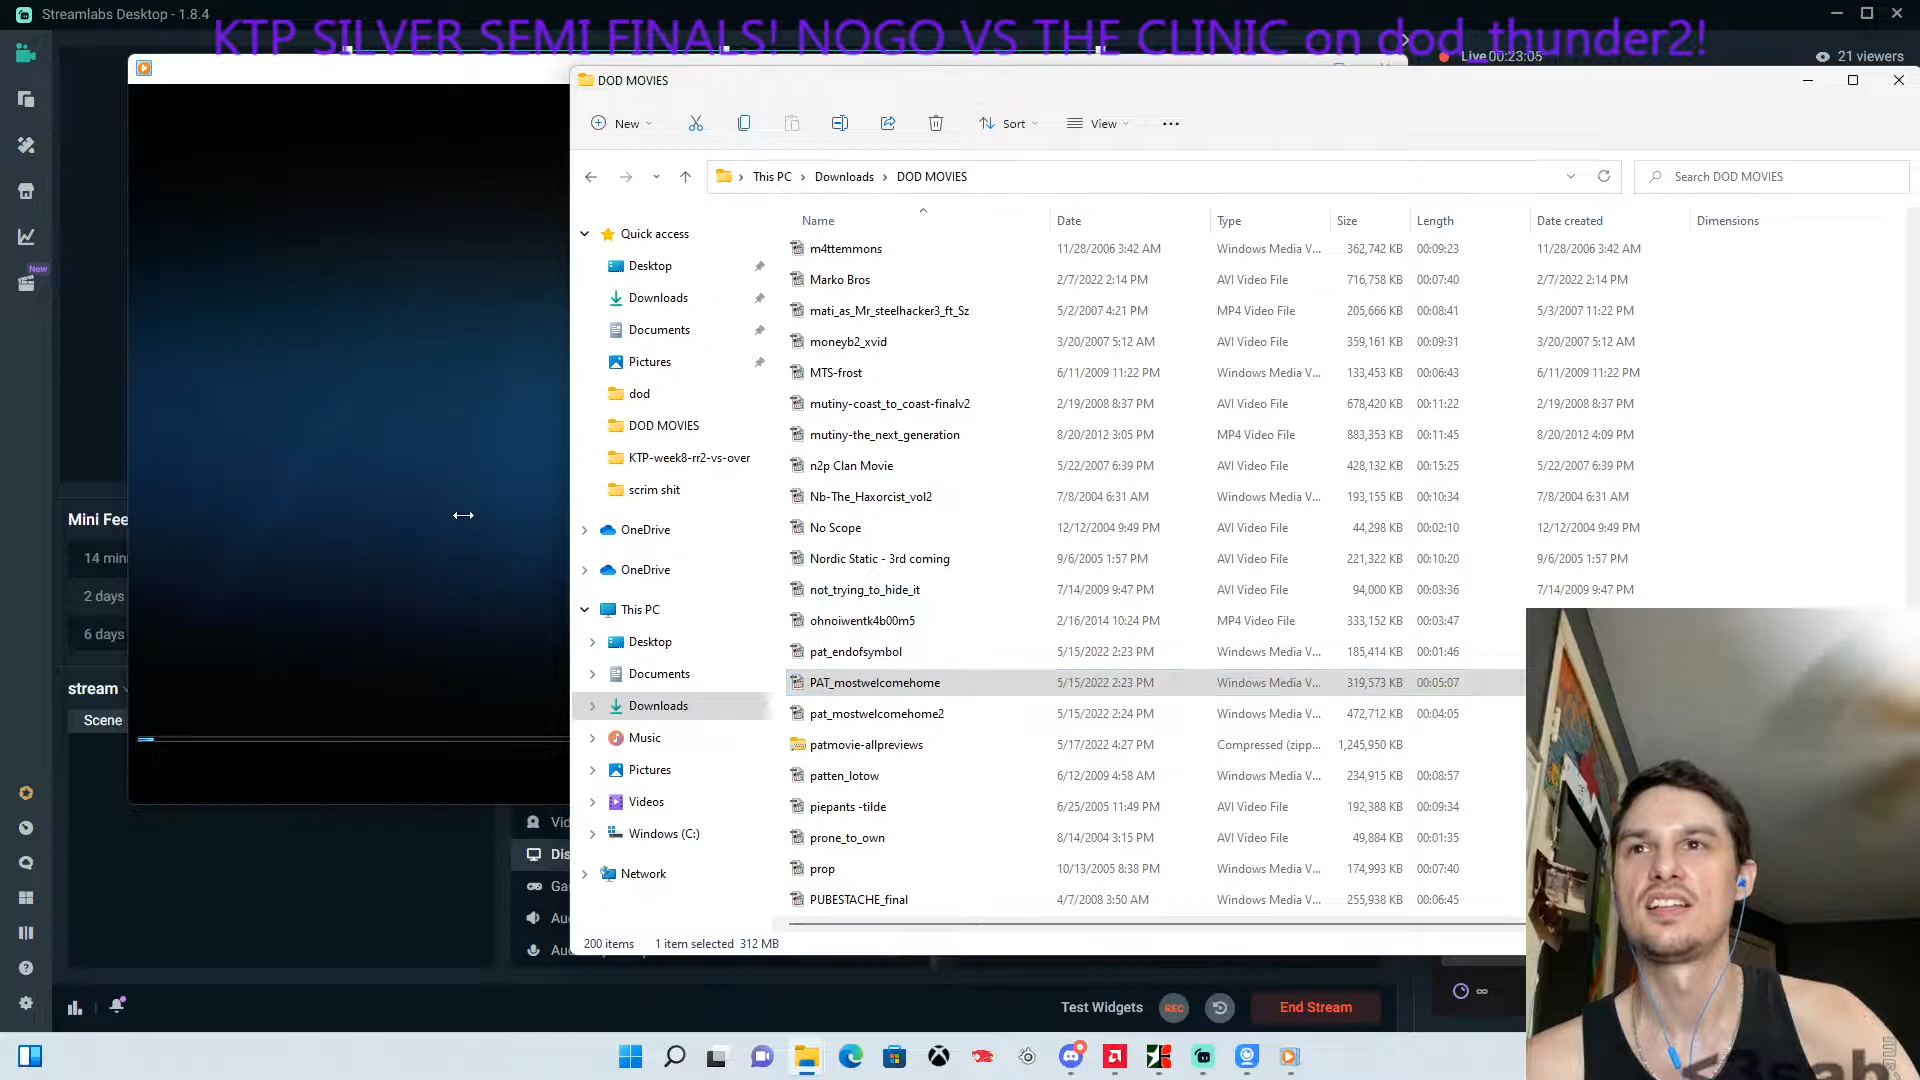 Streamlabs Desktop - 1.8.4
KTP SILVER SEMI FINALS! NOGO VS THE CLINIC on dod_thunder2!
Live 00:23:05
21 viewers
DOD MOVIES
New
Sort
View
This PC
Downloads
DOD MOVIES
Search DOD MOVIES
Name
Date
Type
Size
Length
Date created
Dimensions
Quick access
Desktop
Downloads
Documents
Pictures
dod
DOD MOVIES
KTP-week8-rr2-vs-over
scrim shit
OneDrive
OneDrive
This PC
Desktop
Documents
Downloads
Music
Pictures
Videos
Windows (C:)
Network
m4ttemmons 11/28/2006 3:42 AM Windows Media V... 362,742 KB 00:09:23 11/28/2006 3:42 AM
Marko Bros 2/7/2022 2:14 PM AVI Video File 716,758 KB 00:07:40 2/7/2022 2:14 PM
mati_as_Mr_steelhacker3_ft_Sz 5/2/2007 4:21 PM MP4 Video File 205,666 KB 00:08:41 5/3/2007 11:22 PM
moneyb2_xvid 3/20/2007 5:12 AM AVI Video File 359,161 KB 00:09:31 3/20/2007 5:12 AM
MTS-frost 6/11/2009 11:22 PM Windows Media V... 133,453 KB 00:06:43 6/11/2009 11:22 PM
mutiny-coast_to_coast-finalv2 2/19/2008 8:37 PM AVI Video File 678,420 KB 00:11:22 2/19/2008 8:37 PM
mutiny-the_next_generation 8/20/2012 3:05 PM MP4 Video File 883,353 KB 00:11:45 8/20/2012 4:09 PM
n2p Clan Movie 5/22/2007 6:39 PM AVI Video File 428,132 KB 00:15:25 5/22/2007 6:39 PM
Nb-The_Haxorcist_vol2 7/8/2004 6:31 AM Windows Media V... 193,155 KB 00:10:34 7/8/2004 6:31 AM
No Scope 12/12/2004 9:49 PM AVI Video File 44,298 KB 00:02:10 12/12/2004 9:49 PM
Nordic Static - 3rd coming 9/6/2005 1:57 PM AVI Video File 221,322 KB 00:10:20 9/6/2005 1:57 PM
not_trying_to_hide_it 7/14/2009 9:47 PM AVI Video File 94,000 KB 00:03:36 7/14/2009 9:47 PM
ohnoiwentk4b00m5 2/16/2014 10:24 PM MP4 Video File 333,152 KB 00:03:47
pat_endofsymbol 5/15/2022 2:23 PM Windows Media V... 185,414 KB 00:01:46
PAT_mostwelcomehome 5/15/2022 2:23 PM Windows Media V... 319,573 KB 00:05:07
pat_mostwelcomehome2 5/15/2022 2:24 PM Windows Media V... 472,712 KB 00:04:05
patmovie-allpreviews 5/17/2022 4:27 PM Compressed (zipp... 1,245,950 KB
patten_lotow 6/12/2009 4:58 AM Windows Media V... 234,915 KB 00:08:57
piepants -tilde 6/25/2005 11:49 PM AVI Video File 192,388 KB 00:09:34
prone_to_own 8/14/2004 3:15 PM AVI Video File 49,884 KB 00:01:35
prop 10/13/2005 8:38 PM Windows Media V... 174,993 KB 00:07:40
PUBESTACHE_final 4/7/2008 3:50 AM Windows Media V... 255,938 KB 00:06:45
200 items
1 item selected 312 MB
New
Mini Fee
14 min
2 days
6 days
stream
Scene
Vid
Dis
Ga
Au
Au
Test Widgets
REC
End Stream
<3sab